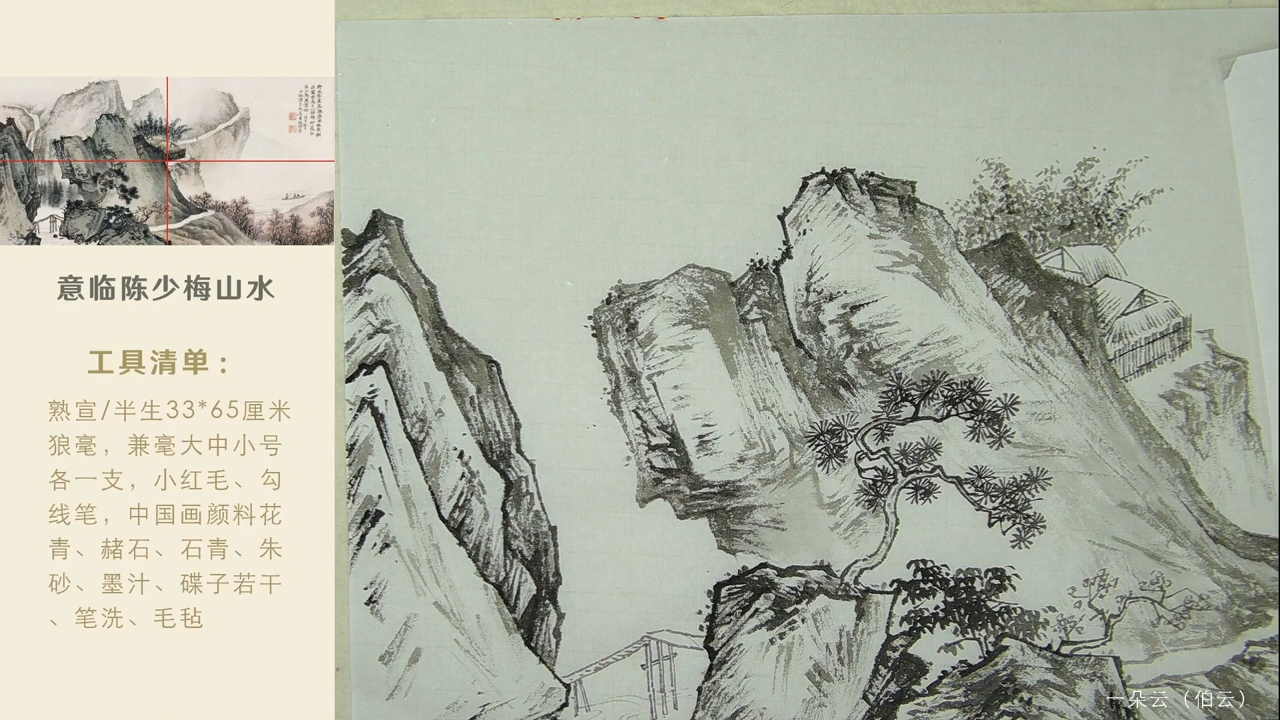 意临陈少梅山水
工具清单：
熟宣/半生33*65厘米
狼毫，兼毫大中小号
各一支，小红毛、勾
线笔，中国画颜料花
青、赭石、石青、朱
砂、墨汁、碟子若干
、笔洗、毛毡
一朵云（伯云）